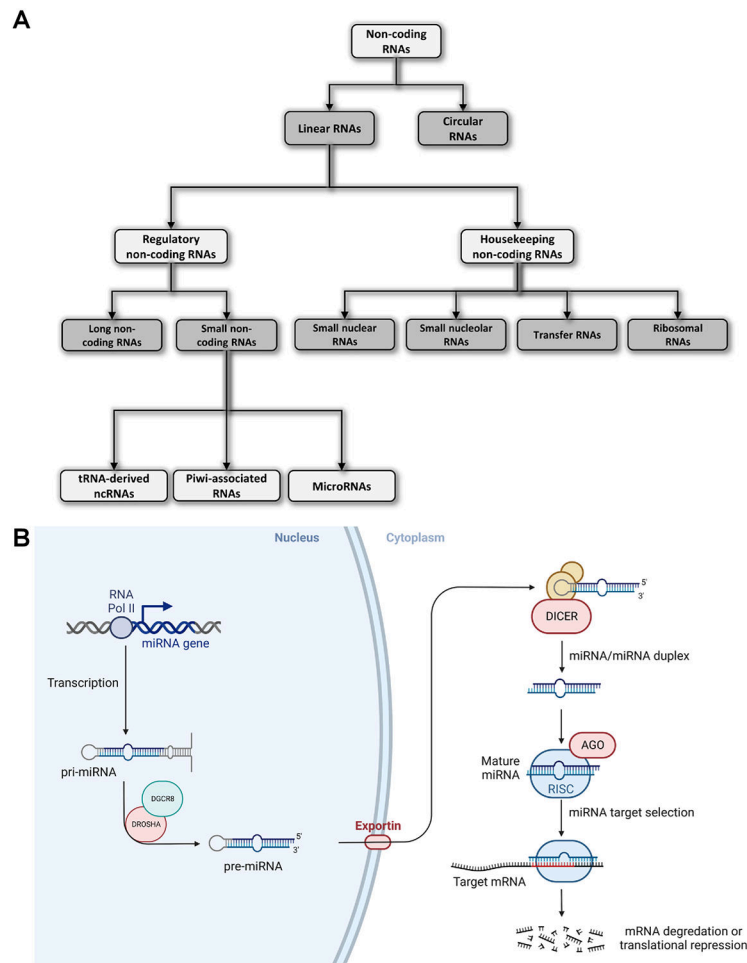 A
Non-coding
RNAs
Linear RNAs
Circular
RNAs
Regulatory
non-coding RNAs
Housekeeping
non-coding RNAs
Long non-
coding RNAs
Small non-
coding RNAs
Small nuclear
RNAs
Small nucleolar
RNAs
Transfer RNAs
Ribosomal
RNAs
tRNA-derived
ncRNAs
Piwi-associated
RNAs
MicroRNAs
B
Nucleus
Cytoplasm
RNA
Pol II
miRNA gene
Transcription
pri-miRNA
DGCR8
DROSHA
5'
3'
pre-miRNA
Exportin
5'
3'
DICER
miRNA/miRNA duplex
AGO
Mature
miRNA
RISC
miRNA target selection
Target mRNA
mRNA degredation or
translational repression